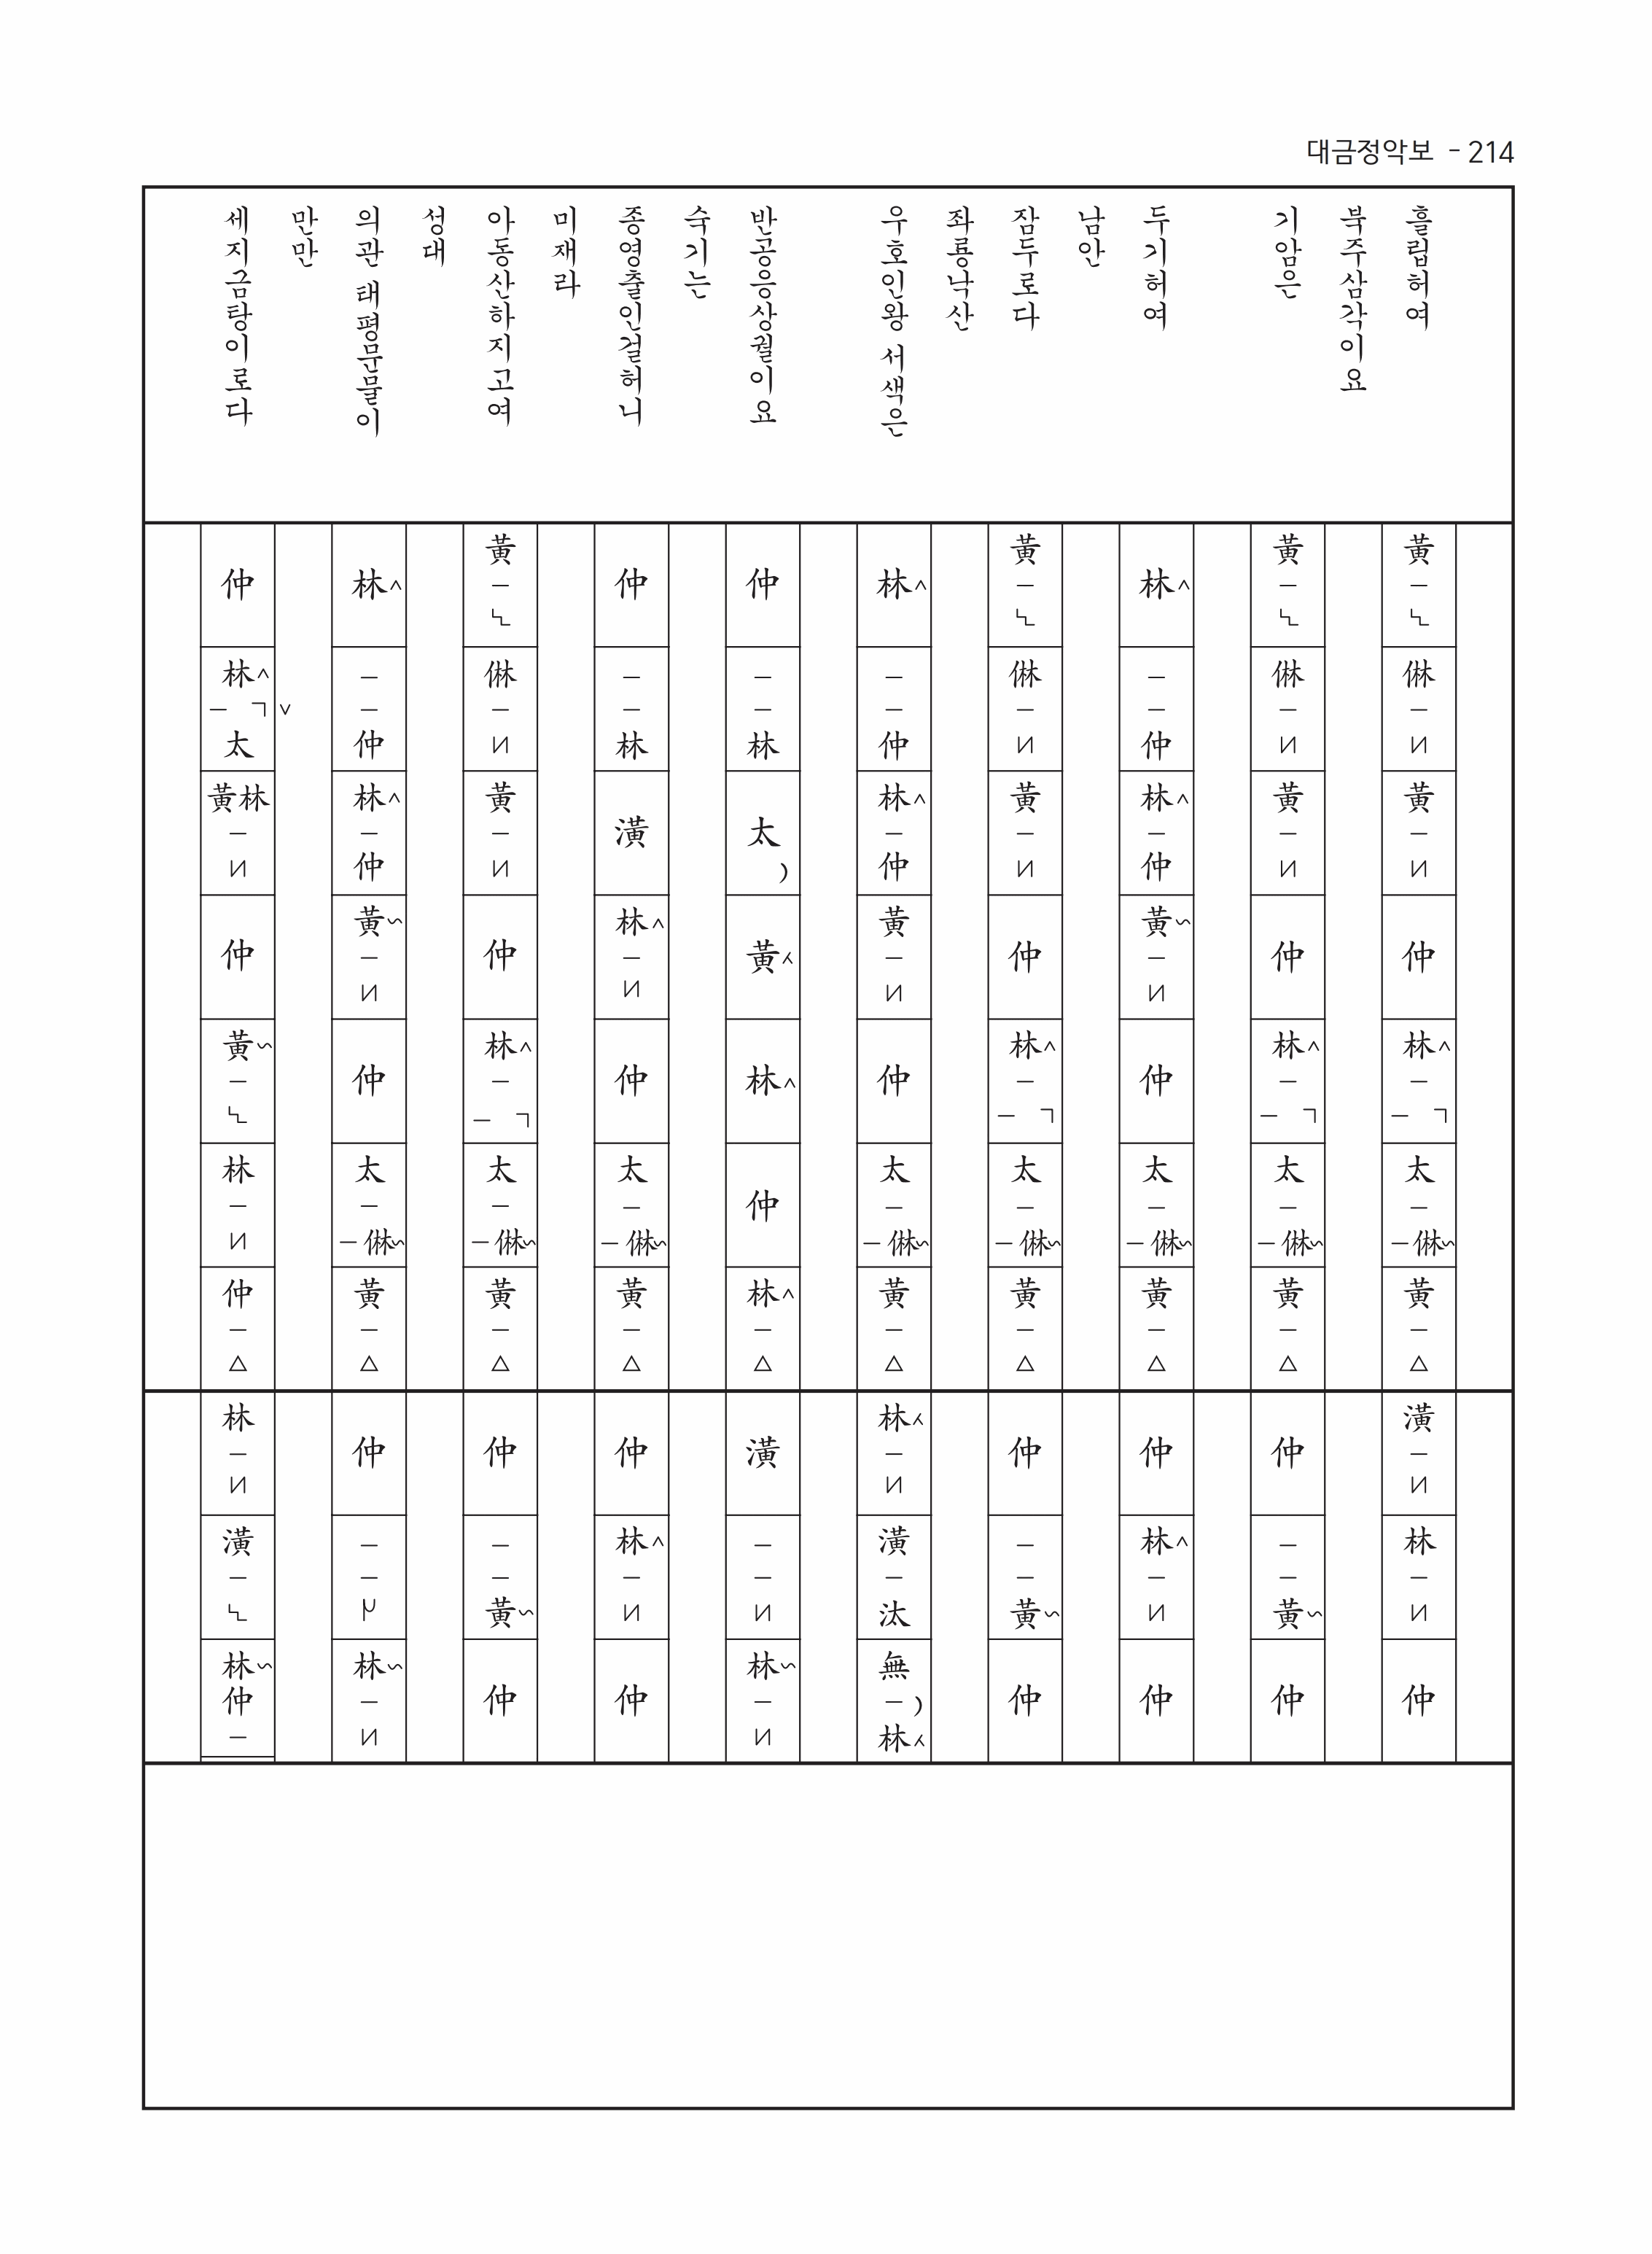 대금정악보 - 214
흘립허여
북주삼각이요
기암은
두기허여
남안
잠두로다
좌룡낙산
우호인왕 서색은
반공응상궐이요
숙기는
종영출인걸허니
미재라
아동산하지고여
성대
의관 태평문물이
만만
세지금탕이로다
黃 – 㑣 – 黃 – 仲 林 – – 太 – – 㑣 黃 – △ 潢 – 林 – 仲
黃 – 㑣 – 黃 – 仲 林 – – 太 – – 㑣 黃 – △ 仲 – – 黃 仲
林 – – 仲 林 – 仲 黃 – 仲 太 – – 㑣 黃 – △ 仲 林 – 仲
黃 – 㑣 – 黃 – 仲 林 – – 太 – – 㑣 黃 – △ 仲 – – 黃 仲
林 – – 仲 林 – 仲 黃 – 仲 太 – – 㑣 黃 – △ 林 – 潢 – 汰 無 – 林
仲 – – 林 太 黃 林 仲 林 – △ 潢 – – 林 –
仲 – – 林 潢 林 – 仲 太 – – 㑣 黃 – △ 仲 林 – 仲
黃 – 㑣 – 黃 – 仲 林 – – 太 – – 㑣 黃 – △ 仲 – – 黃 仲
林 – – 仲 林 – 仲 黃 – 仲 太 – – 㑣 黃 – △ 仲 – – 林 –
仲 林 – 太 黃林 – 仲 黃 – 林 – 仲 – △ 林 – 潢 – 林 仲 –